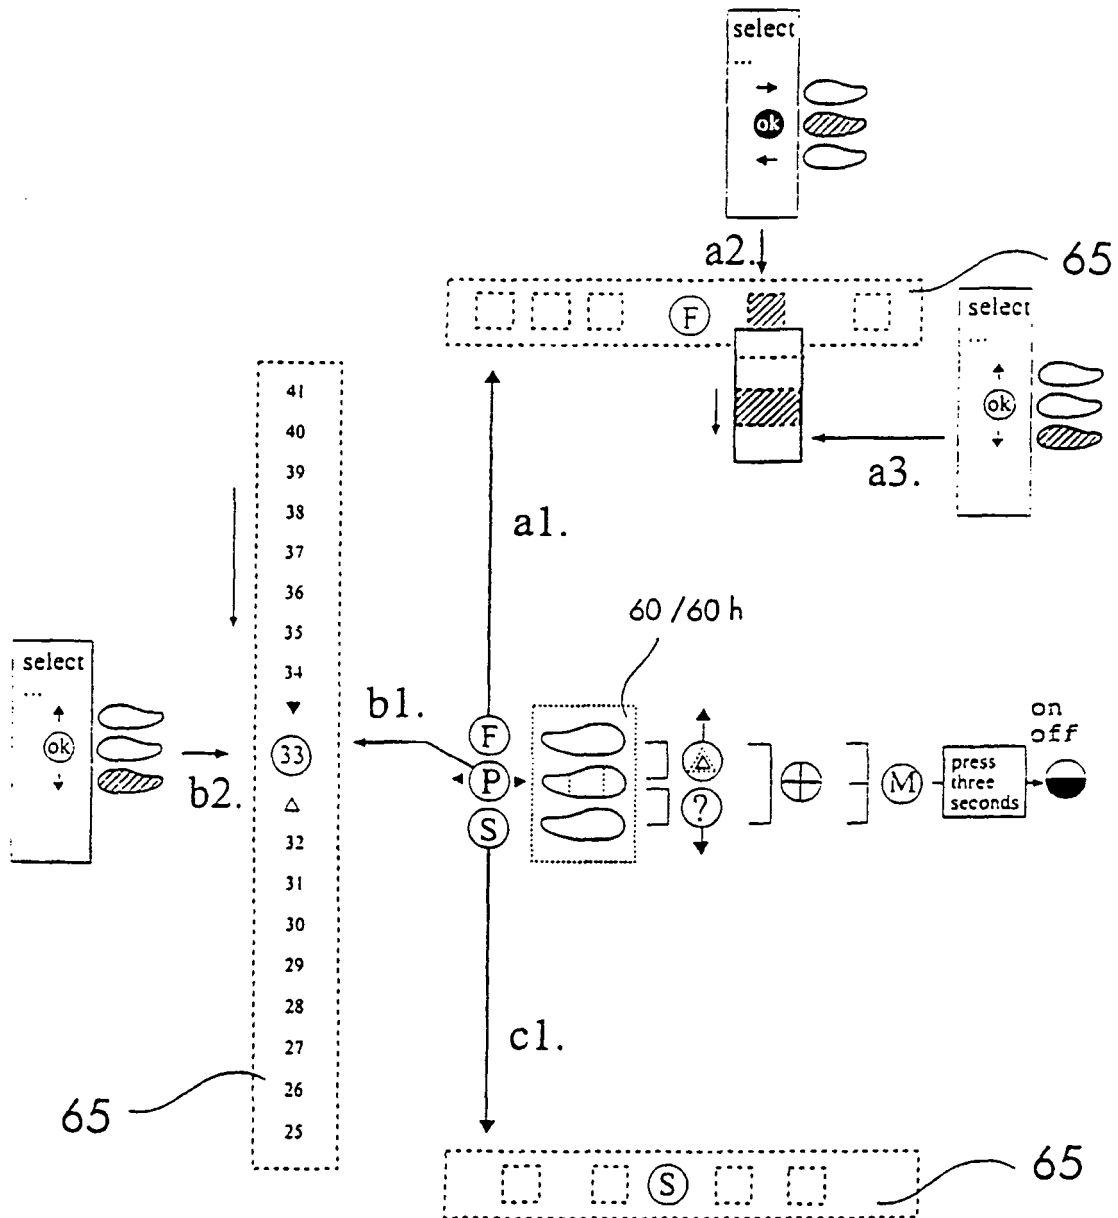 select
...
→
ok
←
a2.
65
F
select
...
ok
a3.
41
40
39
38
37
36
35
34
33
32
31
30
29
28
27
26
25
a1.
60/60 h
select
...
ok
b2.
b1.
F
P
S
?
M
press
three
seconds
on
off
c1.
65
S
65